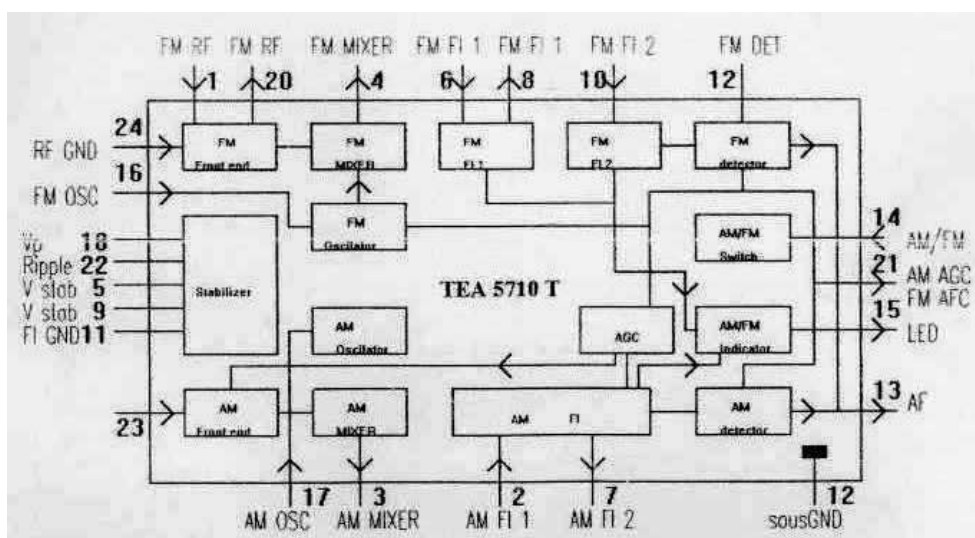 FM RF FM RF FM MIXER FM FI 1 FM FI 1 FM FI 2 FM DET
1 20 4 6 8 10 12
24
RF GND
FM Front end
FM MIXER
FM FI1
FM FI2
FM detector
16
FM OSC
FM Oscilator
14
AM/FM Switch
AM/FM
Vp 18
Ripple 22
V stab 5
V stab 9
FI GND 11
Stabilizer
TEA 5710 T
21
AM AGC
FM AFC
15
LED
AM Oscilator
AGC
AM/FM Indicator
13
AF
23
AM Front end
AM MIXER
AM FI
AM detector
17 3 2 7 12
AM OSC AM MIXER AM FI 1 AM FI 2 sousGND